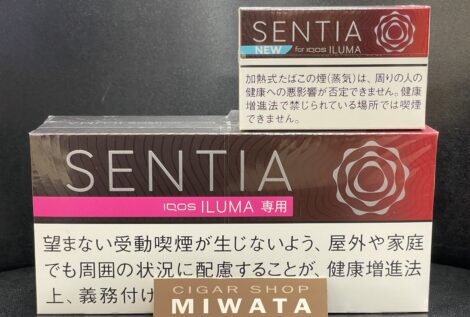 SENTIA
NEW for IQOS ILUMA
加熱式たばこの煙(蒸気)は、周りの人の
健康への悪影響が否定できません。健康
増進法で禁じられている場所では喫煙
できません。
SENTIA
IQOS ILUMA 専用
望まない受動喫煙が生じないよう、屋外や家庭
でも周囲の状況に配慮することが、健康増進法
上、義務付け
CIGAR SHOP
MIWATA